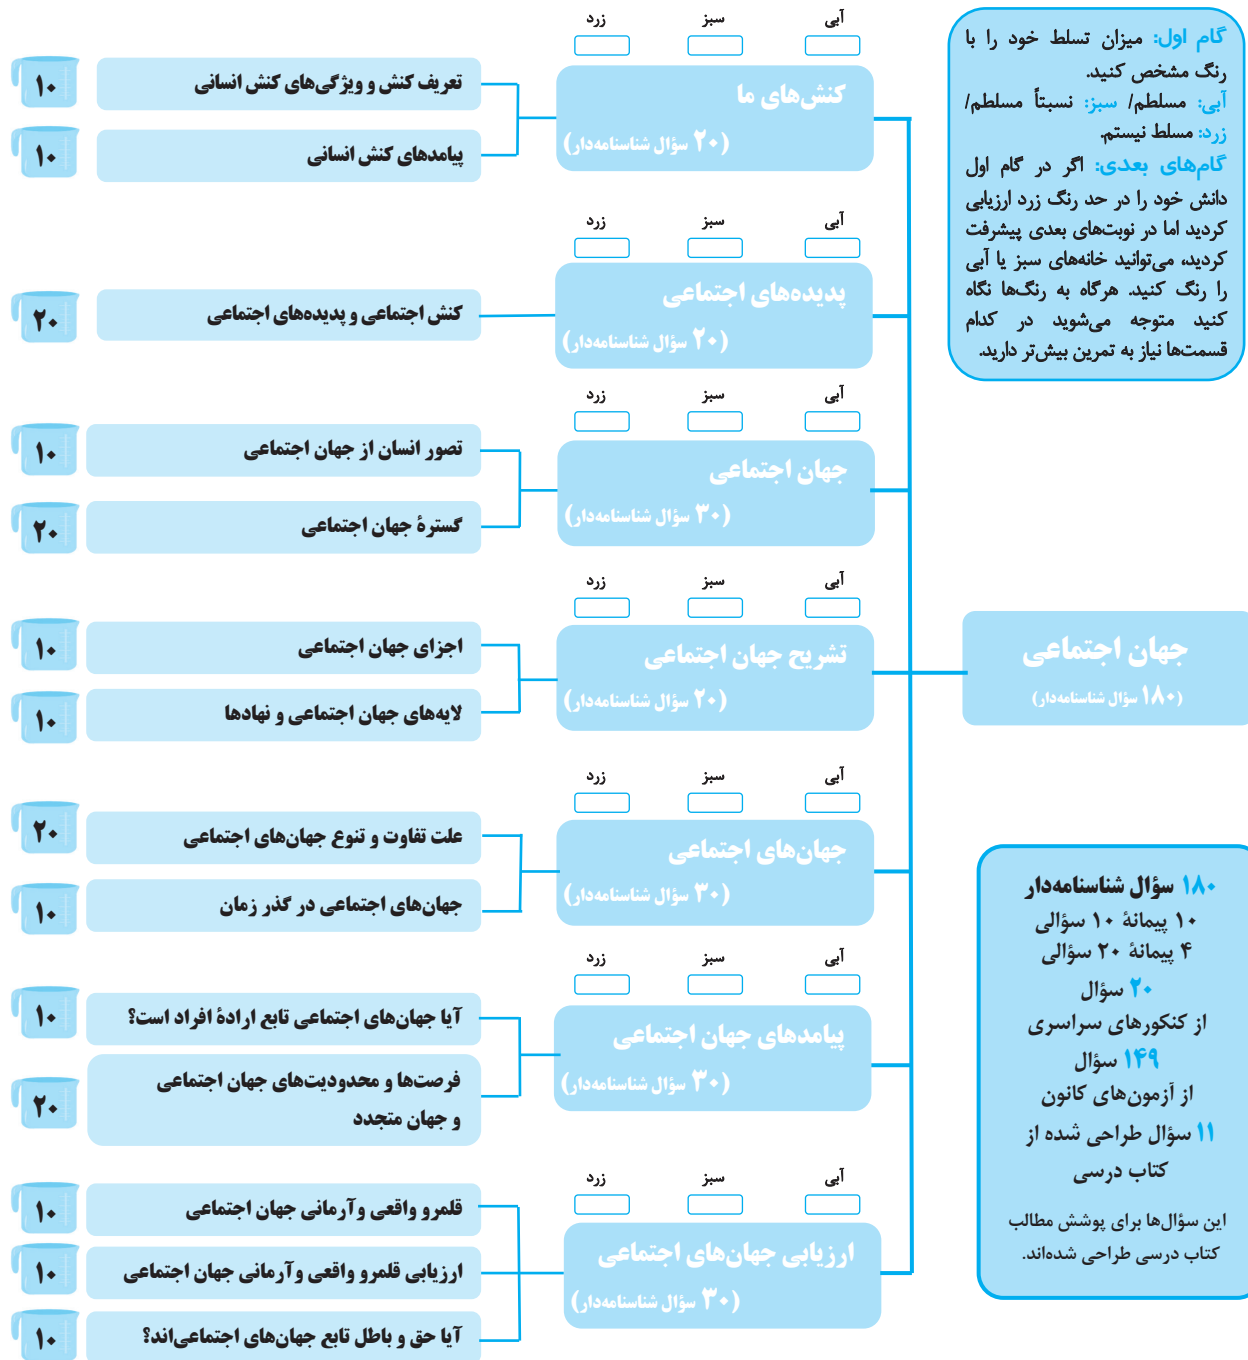 گام اول: میزان تسلط خود را با
رنگ مشخص کنید.
آبی: مسلطم/ سبز: نسبتاً مسلطم/
زرد: مسلط نیستم.
گام‌های بعدی: اگر در گام اول
دانش خود را در حد رنگ زرد ارزیابی
کردید اما در نوبت‌های بعدی پیشرفت
کردید، می‌توانید خانه‌های سبز یا آبی
را رنگ کنید. هرگاه به رنگ‌ها نگاه
کنید متوجه می‌شوید در کدام
قسمت‌ها نیاز به تمرین بیش‌تر دارید.
جهان اجتماعی
(۱۸۰ سؤال شناسنامه‌دار)
۱۸۰ سؤال شناسنامه‌دار
۱۰ پیمانهٔ ۱۰ سؤالی
۴ پیمانهٔ ۲۰ سؤالی
۲۰ سؤال
از کنکورهای سراسری
۱۴۹ سؤال
از آزمون‌های کانون
۱۱ سؤال طراحی شده از
کتاب درسی
این سؤال‌ها برای پوشش مطالب
کتاب درسی طراحی شده‌اند.
آبی سبز زرد
کنش‌های ما
(۲۰ سؤال شناسنامه‌دار)
تعریف کنش و ویژگی‌های کنش انسانی ۱۰
پیامدهای کنش انسانی ۱۰
آبی سبز زرد
پدیده‌های اجتماعی
(۲۰ سؤال شناسنامه‌دار)
کنش اجتماعی و پدیده‌های اجتماعی ۲۰
آبی سبز زرد
جهان اجتماعی
(۳۰ سؤال شناسنامه‌دار)
تصور انسان از جهان اجتماعی ۱۰
گسترهٔ جهان اجتماعی ۲۰
آبی سبز زرد
تشریح جهان اجتماعی
(۲۰ سؤال شناسنامه‌دار)
اجزای جهان اجتماعی ۱۰
لایه‌های جهان اجتماعی و نهادها ۱۰
آبی سبز زرد
جهان‌های اجتماعی
(۳۰ سؤال شناسنامه‌دار)
علت تفاوت و تنوع جهان‌های اجتماعی ۲۰
جهان‌های اجتماعی در گذر زمان ۱۰
آبی سبز زرد
پیامدهای جهان اجتماعی
(۳۰ سؤال شناسنامه‌دار)
آیا جهان‌های اجتماعی تابع ارادهٔ افراد است؟ ۱۰
فرصت‌ها و محدودیت‌های جهان اجتماعی
و جهان متجدد ۲۰
آبی سبز زرد
ارزیابی جهان‌های اجتماعی
(۳۰ سؤال شناسنامه‌دار)
قلمرو واقعی وآرمانی جهان اجتماعی ۱۰
ارزیابی قلمرو واقعی وآرمانی جهان اجتماعی ۱۰
آیا حق و باطل تابع جهان‌های اجتماعی‌اند؟ ۱۰